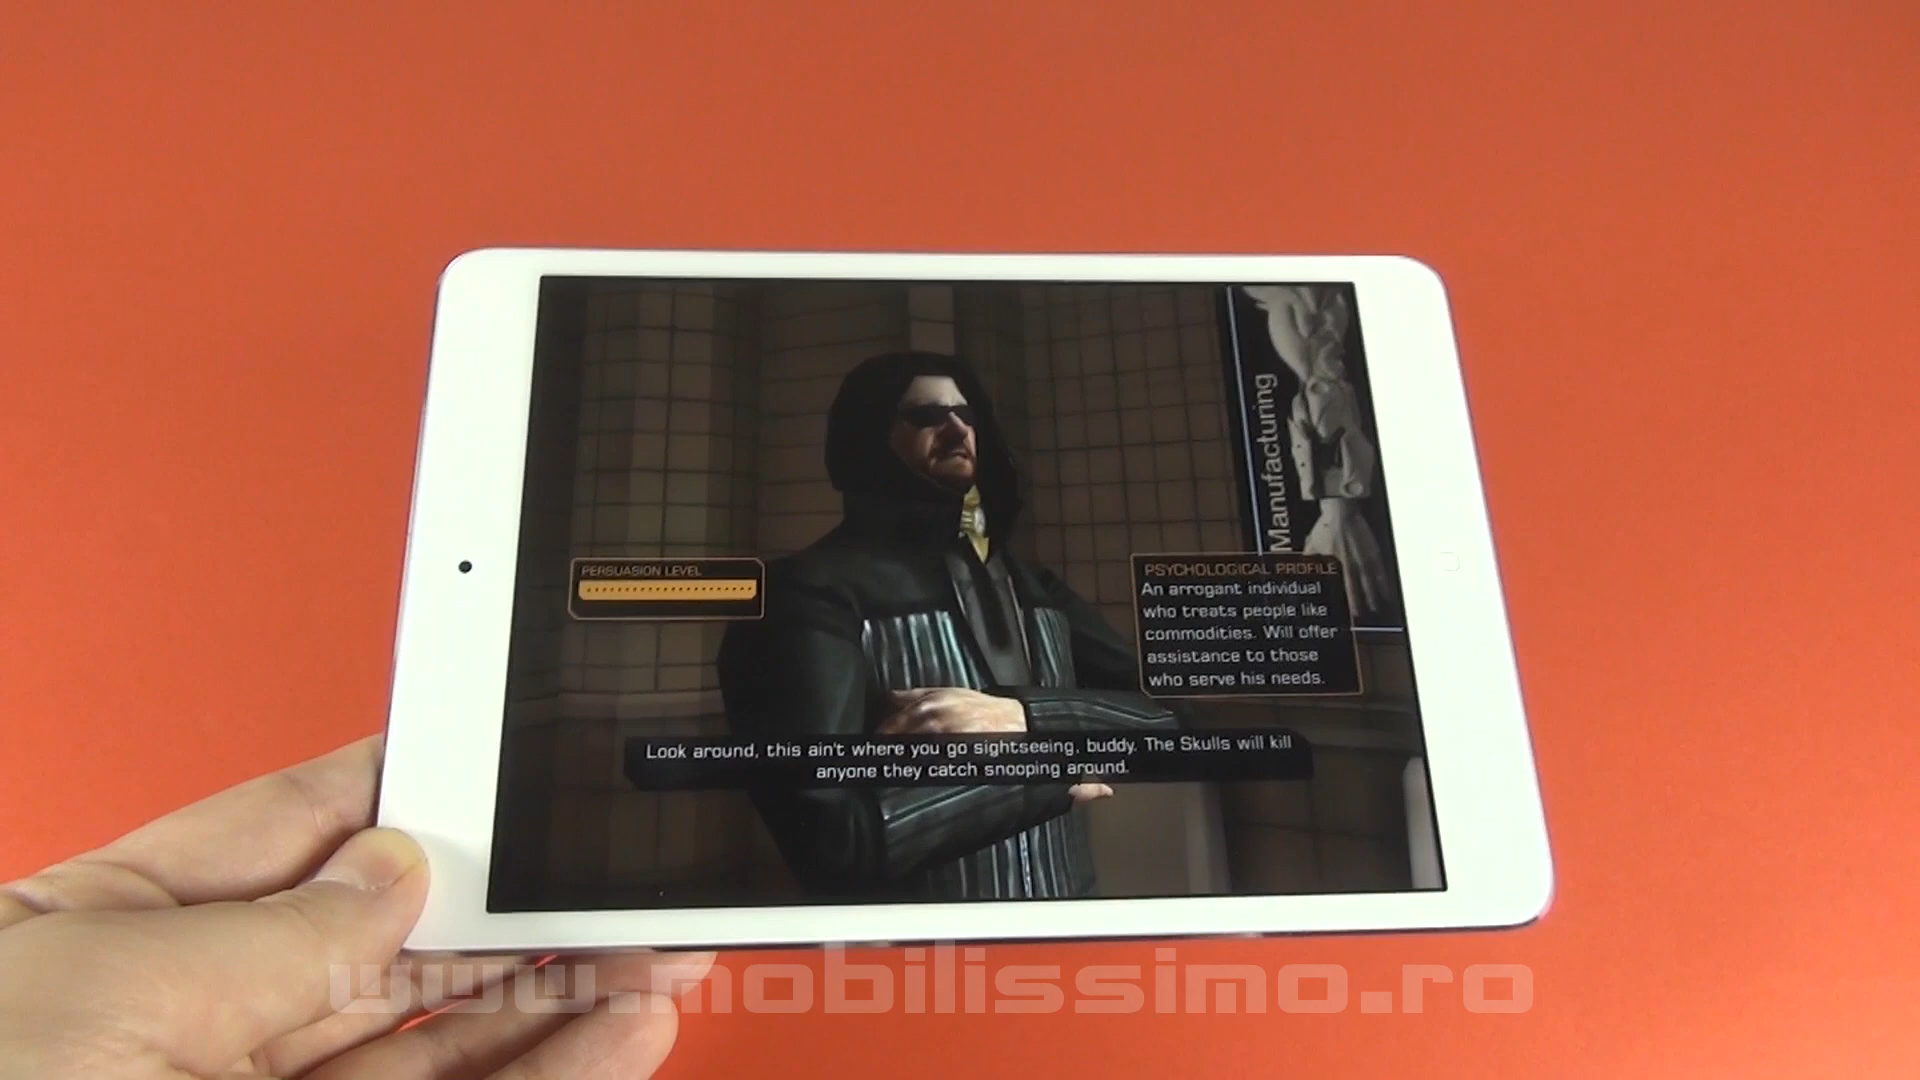 Manufacturing
PERSUASION LEVEL
PSYCHOLOGICAL PROFILE
An arrogant individual
who treats people like
commodities. Will offer
assistance to those
who serve his needs.
Look around, this ain't where you go sightseeing, buddy. The Skulls will kill
anyone they catch snooping around.
www.mobilissimo.ro